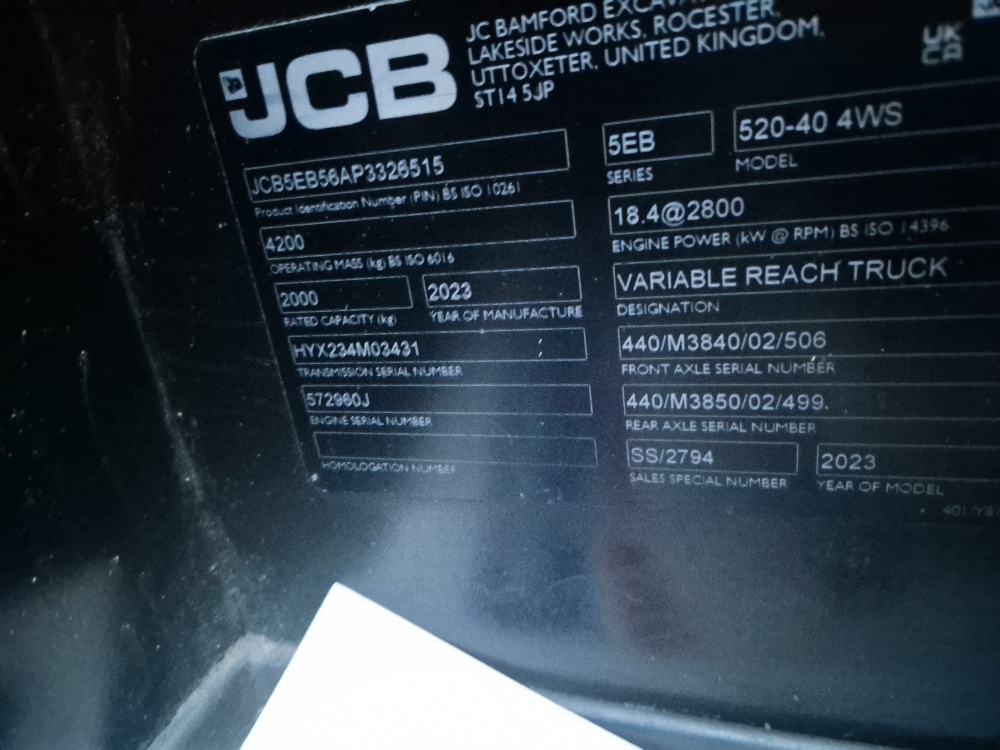 JCB
JC BAMFORD EXCAVA
LAKESIDE WORKS, ROCESTER,
UTTOXETER, UNITED KINGDOM,
ST14 5JP
UK
CA
JCB5EB56AP3326515
Product Identification Number (PIN) BS ISO 10261
5EB
SERIES
520-40 4WS
MODEL
4200
OPERATING MASS (kg) BS ISO 6016
18.4@2800
ENGINE POWER (kW @ RPM) BS ISO 14396
2000
RATED CAPACITY (kg)
2023
YEAR OF MANUFACTURE
VARIABLE REACH TRUCK
DESIGNATION
HYX234M03431
TRANSMISSION SERIAL NUMBER
440/M3840/02/506
FRONT AXLE SERIAL NUMBER
572960J
ENGINE SERIAL NUMBER
440/M3850/02/499.
REAR AXLE SERIAL NUMBER
HOMOLOGATION NUMBER
SS/2794
SALES SPECIAL NUMBER
2023
YEAR OF MODEL